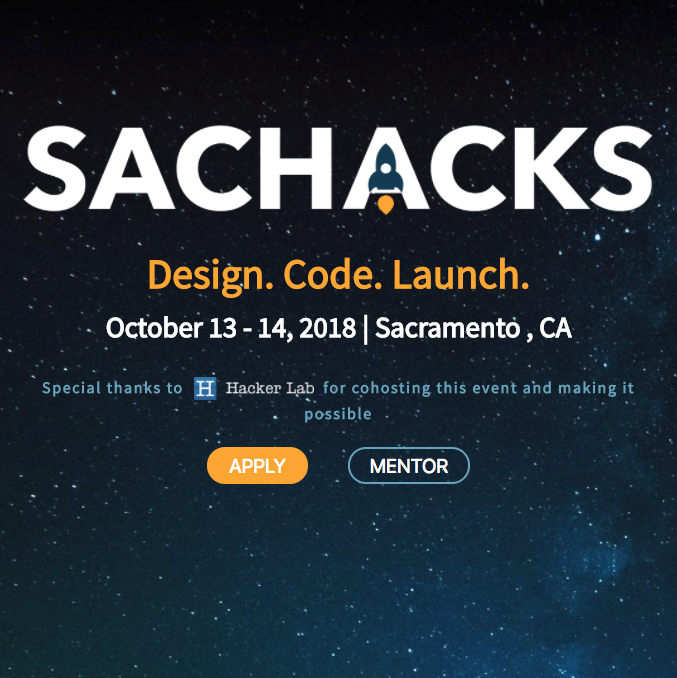 SACHACKS
Design. Code. Launch.
October 13 - 14, 2018 | Sacramento , CA
Special thanks to H Hacker Lab for cohosting this event and making it
possible
APPLY MENTOR